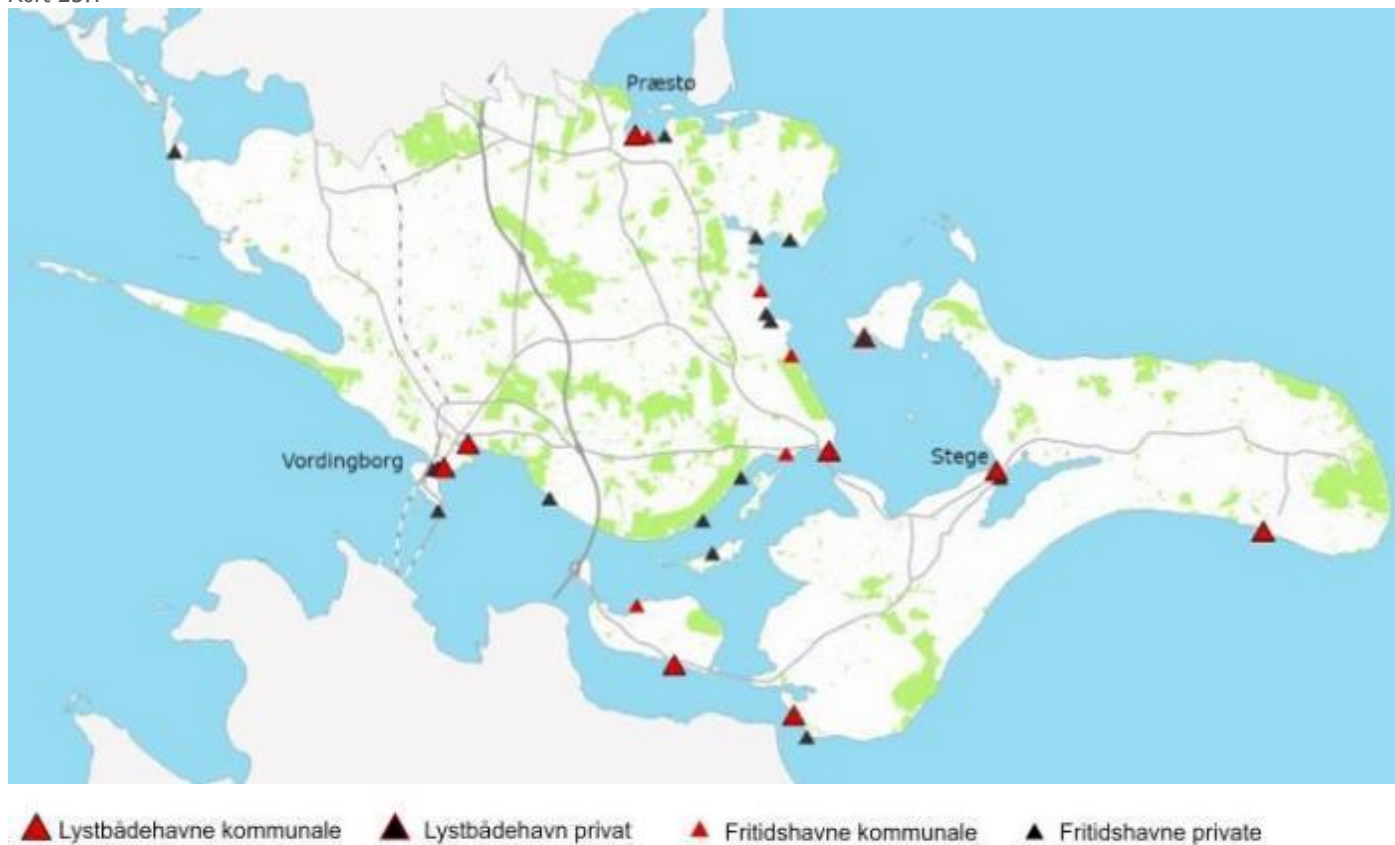 Præstø
Vordingborg
Stege
Lystbådehavne kommunale
Lystbådehavn privat
Fritidshavne kommunale
Fritidshavne private